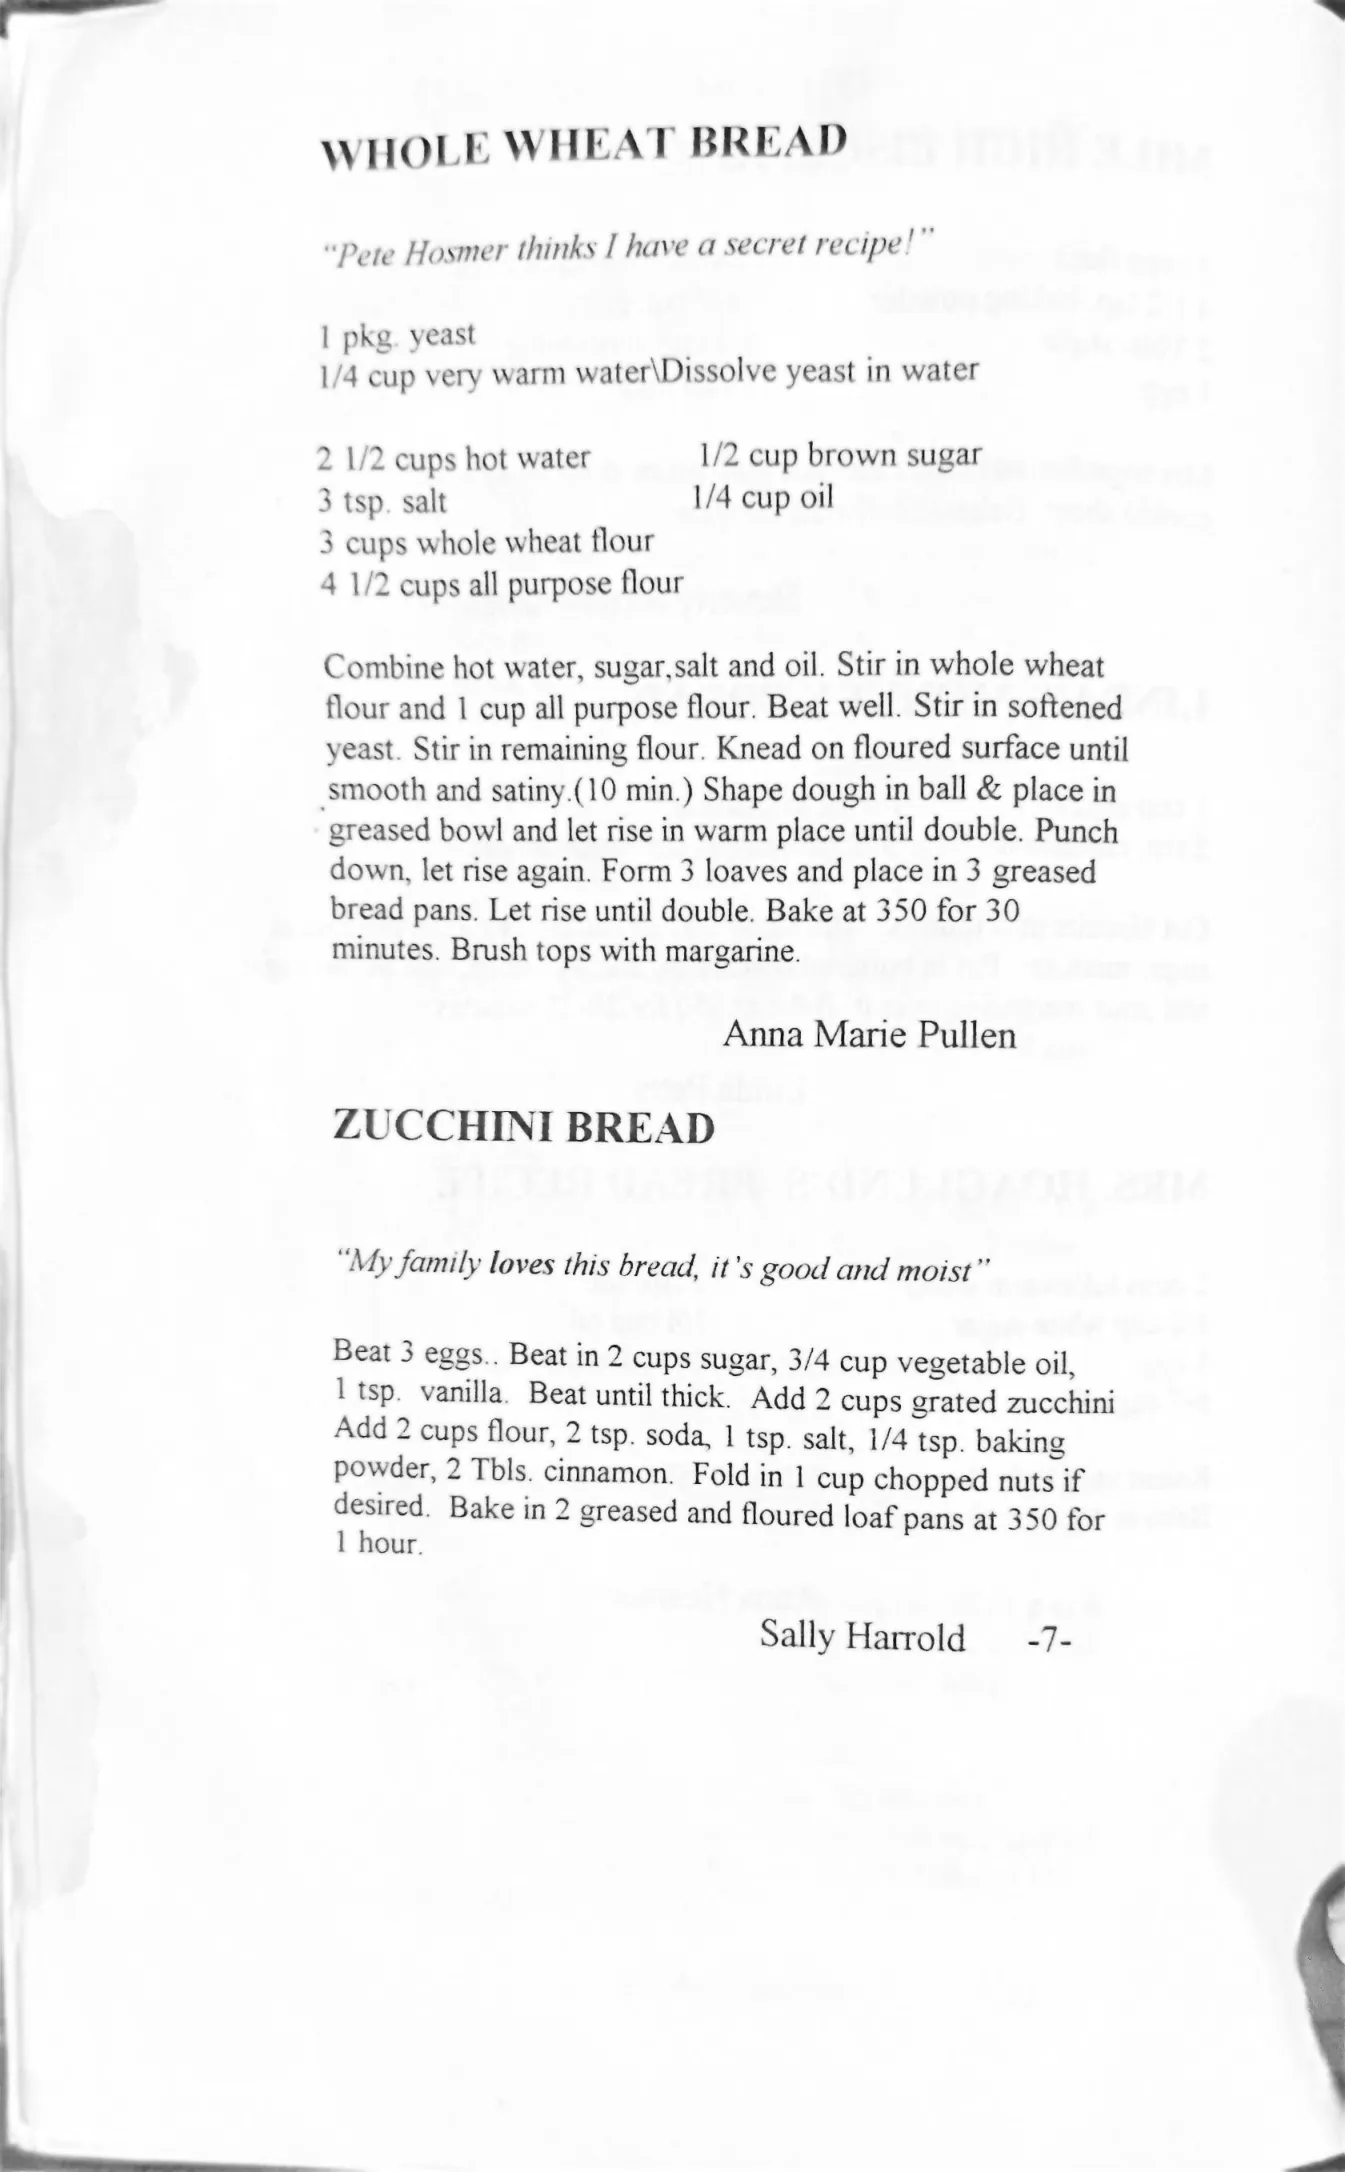 WHOLE WHEAT BREAD
"Pete Hosmer thinks I have a secret recipe!"
1 pkg. yeast
1/4 cup very warm water\Dissolve yeast in water
2 1/2 cups hot water 1/2 cup brown sugar
3 tsp. salt 1/4 cup oil
3 cups whole wheat flour
4 1/2 cups all purpose flour
Combine hot water, sugar,salt and oil. Stir in whole wheat
flour and 1 cup all purpose flour. Beat well. Stir in softened
yeast. Stir in remaining flour. Knead on floured surface until
smooth and satiny.(10 min.) Shape dough in ball & place in
greased bowl and let rise in warm place until double. Punch
down, let rise again. Form 3 loaves and place in 3 greased
bread pans. Let rise until double. Bake at 350 for 30
minutes. Brush tops with margarine.
Anna Marie Pullen
ZUCCHINI BREAD
"My family loves this bread, it's good and moist"
Beat 3 eggs.. Beat in 2 cups sugar, 3/4 cup vegetable oil,
1 tsp. vanilla. Beat until thick. Add 2 cups grated zucchini
Add 2 cups flour, 2 tsp. soda, 1 tsp. salt, 1/4 tsp. baking
powder, 2 Tbls. cinnamon. Fold in 1 cup chopped nuts if
desired. Bake in 2 greased and floured loaf pans at 350 for
1 hour.
Sally Harrold -7-